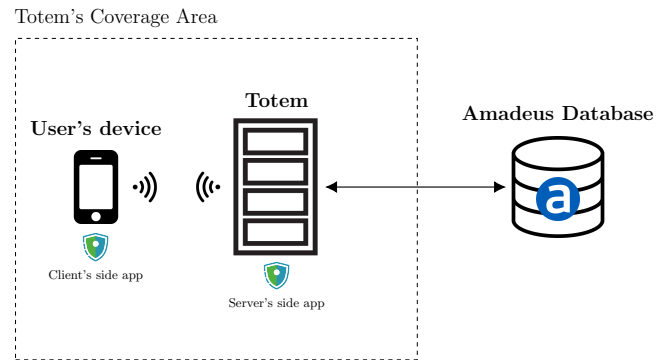 Totem's Coverage Area
Totem
Amadeus Database
User's device
a
Client's side app
Server's side app